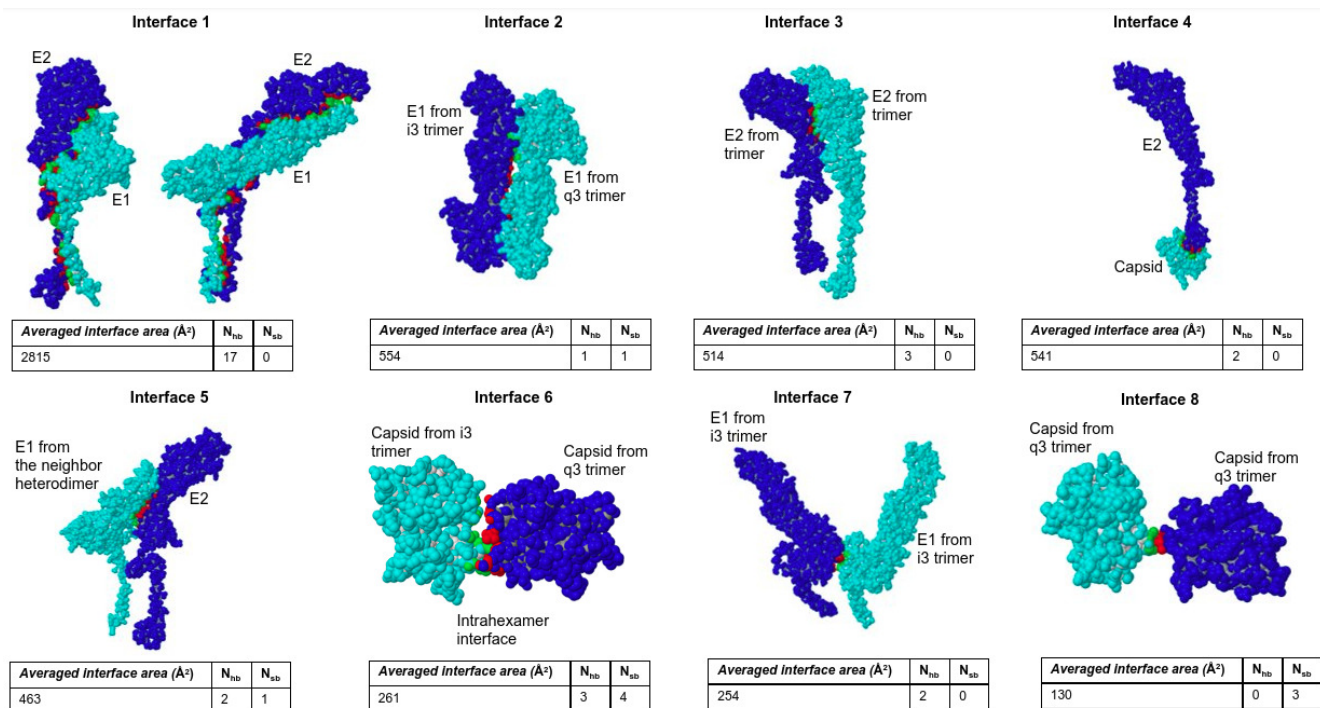 Interface 1
E2
E2
E1
E1
Averaged interface area (Å²) Nhb Nsb
2815 17 0
Interface 2
E1 from
i3 trimer
E1 from
q3 trimer
Averaged interface area (Å²) Nhb Nsb
554 1 1
Interface 3
E2 from
trimer
E2 from
trimer
Averaged interface area (Å²) Nhb Nsb
514 3 0
Interface 4
E2
Capsid
Averaged interface area (Å²) Nhb Nsb
541 2 0
Interface 5
E1 from
the neighbor
heterodimer
E2
Averaged interface area (Å²) Nhb Nsb
463 2 1
Interface 6
Capsid from i3
trimer
Capsid from
q3 trimer
Intrahexamer
interface
Averaged interface area (Å²) Nhb Nsb
261 3 4
Interface 7
E1 from
i3 trimer
E1 from
i3 trimer
Averaged interface area (Å²) Nhb Nsb
254 2 0
Interface 8
Capsid from
q3 trimer
Capsid from
q3 trimer
Averaged interface area (Å²) Nhb Nsb
130 0 3